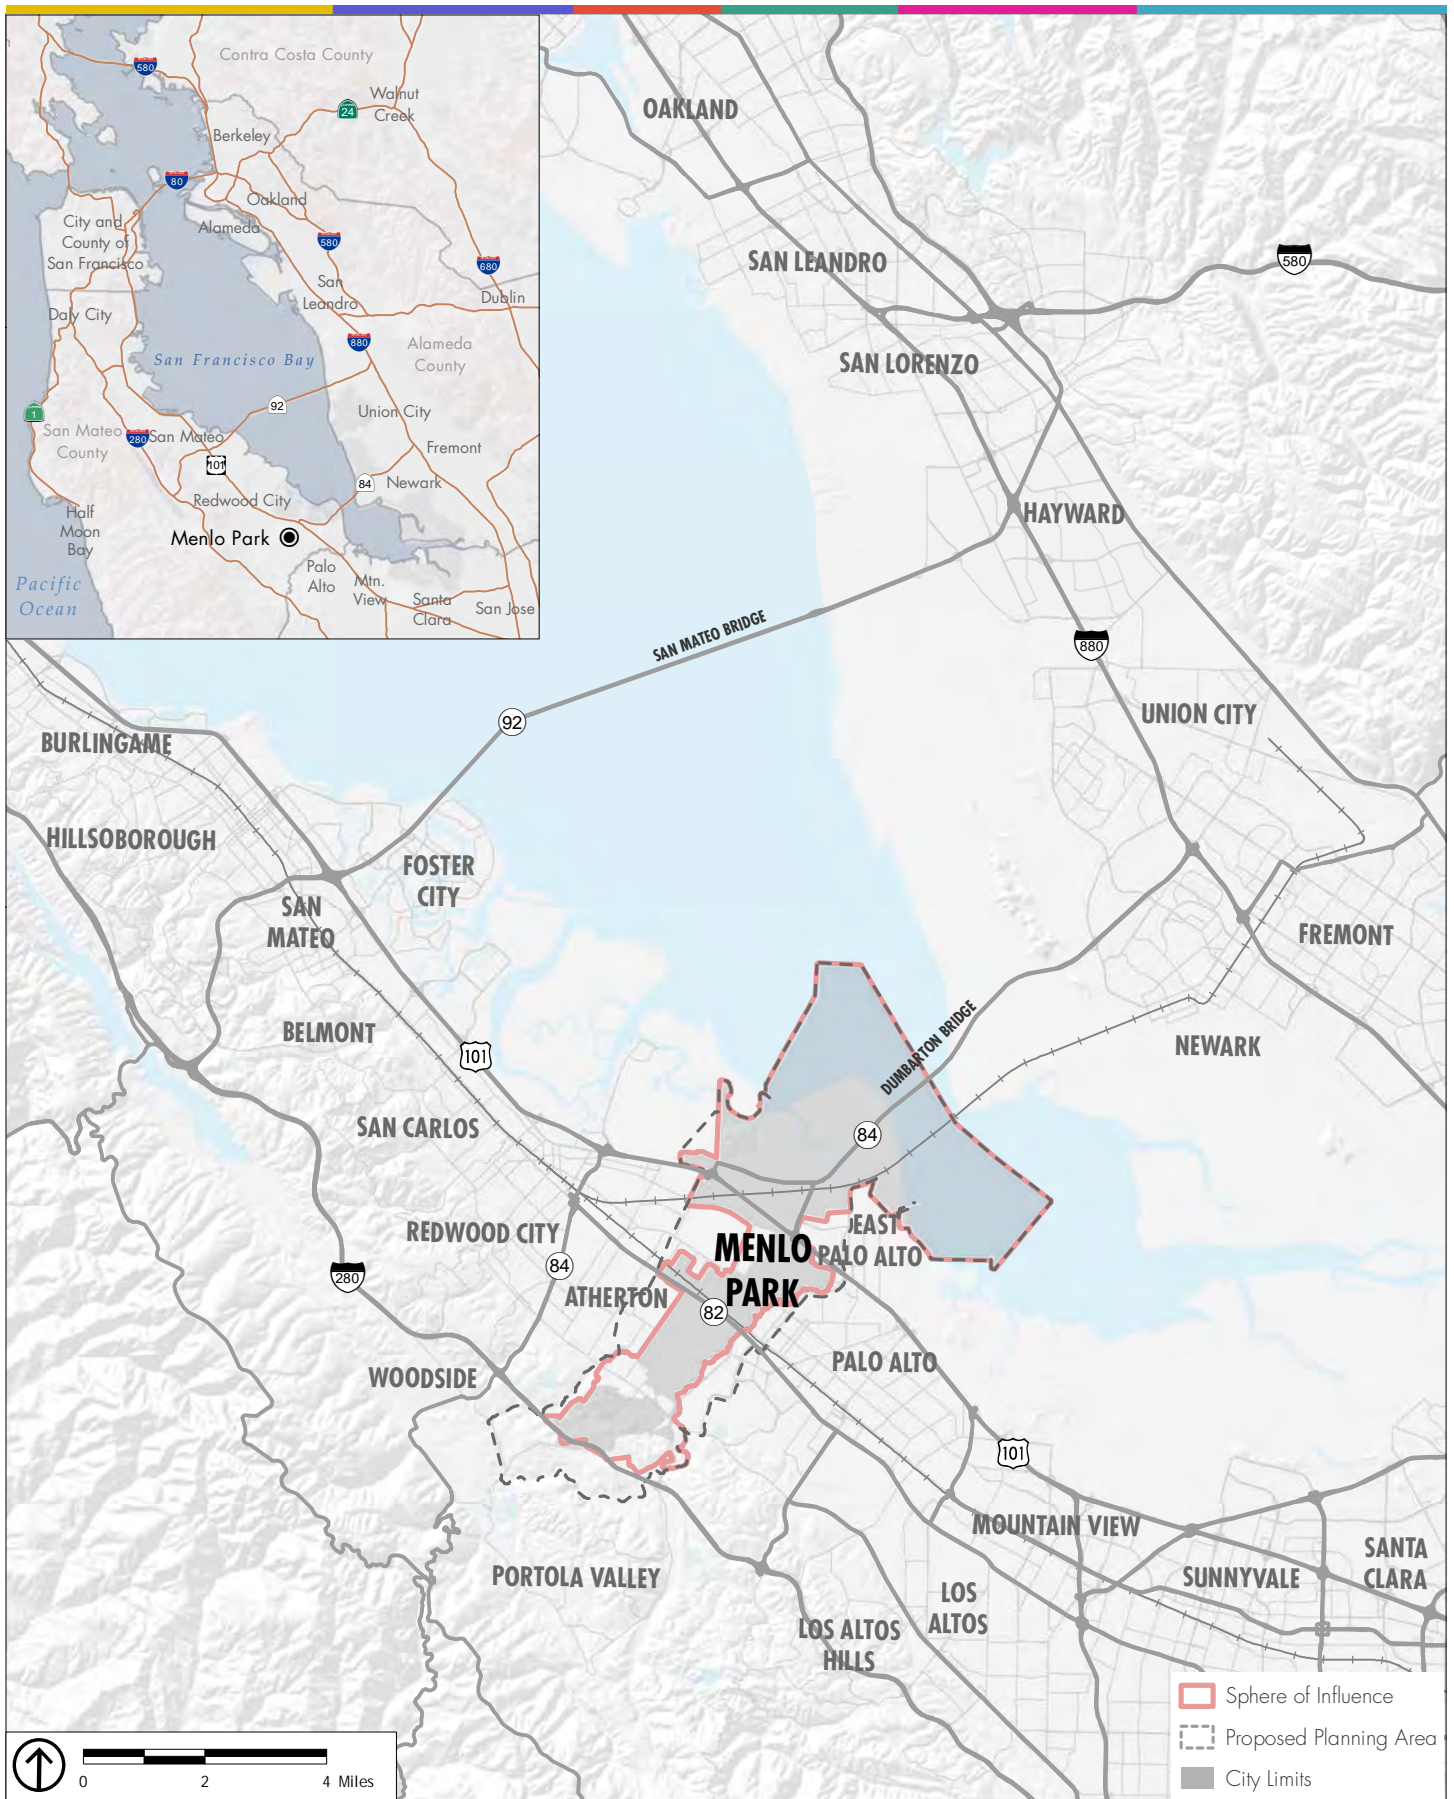 580
Contra Costa County
24
Walnut
Creek
Berkeley
80
Oakland
City and
County of
San Francisco
Alameda
580
680
San
Leandro
Dublin
Daly City
880
Alameda
County
San Francisco Bay
92
1
Union City
San Mateo
County
280
San Mateo
Fremont
101
84
Newark
Redwood City
Half
Moon
Bay
Menlo Park
Palo
Alto
Mtn.
View
Santa
Clara
San Jose
Pacific
Ocean
OAKLAND
SAN LEANDRO
580
SAN LORENZO
HAYWARD
SAN MATEO BRIDGE
880
92
UNION CITY
BURLINGAME
HILLSOBOROUGH
FOSTER
CITY
SAN
MATEO
FREMONT
BELMONT
101
DUMBARTON BRIDGE
NEWARK
SAN CARLOS
84
REDWOOD CITY
EAST
PALO ALTO
MENLO
PARK
84
280
ATHERTON
82
WOODSIDE
PALO ALTO
101
MOUNTAIN VIEW
PORTOLA VALLEY
SUNNYVALE
SANTA
CLARA
LOS
ALTOS
LOS ALTOS
HILLS
Sphere of Influence
Proposed Planning Area
City Limits
0 2 4 Miles